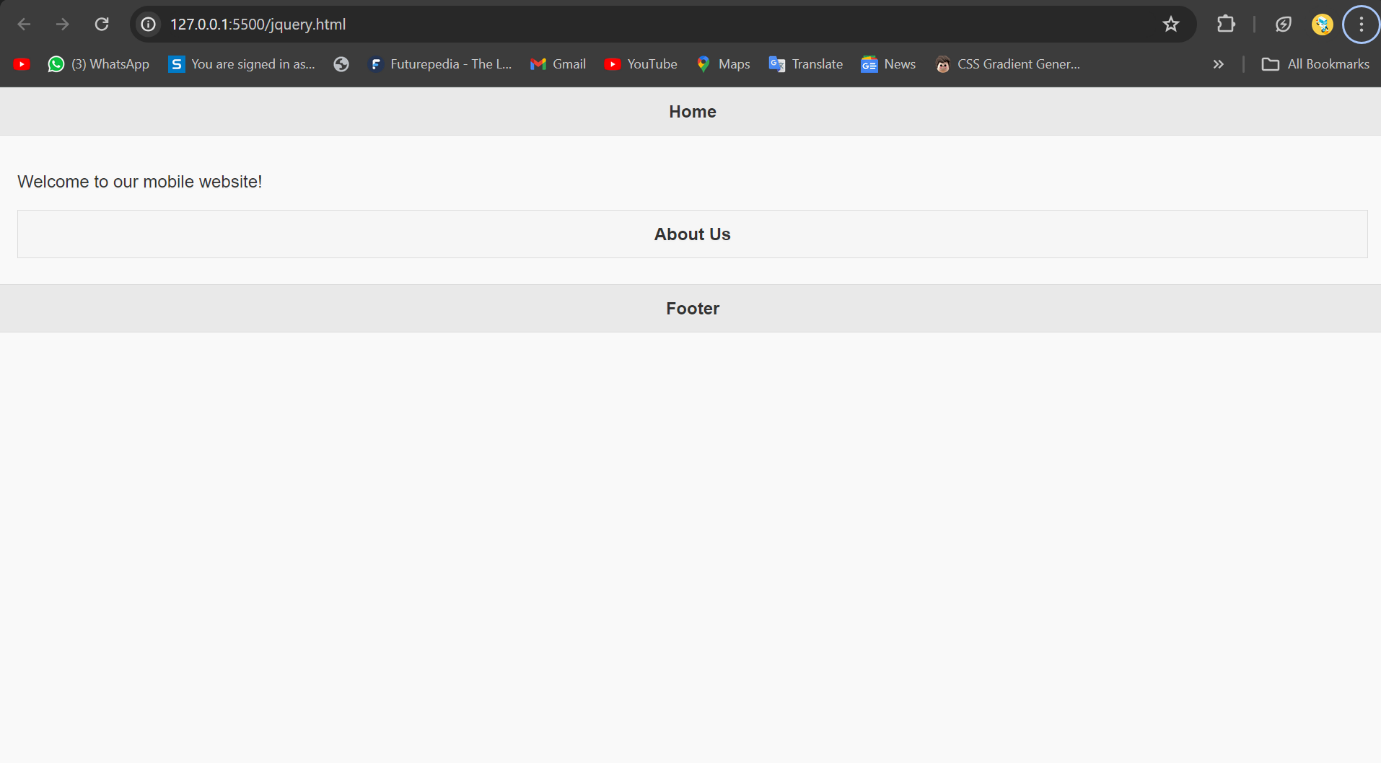 127.0.0.1:5500/jquery.html
(3) WhatsApp S You are signed in as... F Futurepedia - The L... Gmail YouTube Maps Translate GE News CSS Gradient Gener... » All Bookmarks
Home
Welcome to our mobile website!
About Us
Footer